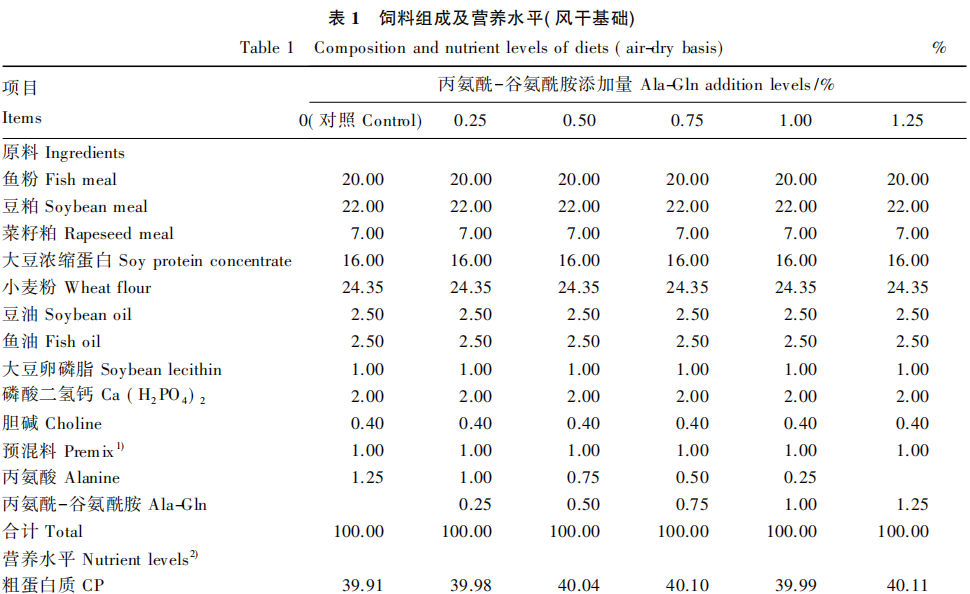 表 1 饲料组成及营养水平(风干基础)
Table 1 Composition and nutrient levels of diets (air-dry basis) %
项目 丙氨酰-谷氨酰胺添加量 Ala-Gln addition levels/%
Items 0(对照 Control) 0.25 0.50 0.75 1.00 1.25
原料 Ingredients
鱼粉 Fish meal 20.00 20.00 20.00 20.00 20.00 20.00
豆粕 Soybean meal 22.00 22.00 22.00 22.00 22.00 22.00
菜籽粕 Rapeseed meal 7.00 7.00 7.00 7.00 7.00 7.00
大豆浓缩蛋白 Soy protein concentrate 16.00 16.00 16.00 16.00 16.00 16.00
小麦粉 Wheat flour 24.35 24.35 24.35 24.35 24.35 24.35
豆油 Soybean oil 2.50 2.50 2.50 2.50 2.50 2.50
鱼油 Fish oil 2.50 2.50 2.50 2.50 2.50 2.50
大豆卵磷脂 Soybean lecithin 1.00 1.00 1.00 1.00 1.00 1.00
磷酸二氢钙 Ca(H₂PO₄)₂ 2.00 2.00 2.00 2.00 2.00 2.00
胆碱 Choline 0.40 0.40 0.40 0.40 0.40 0.40
预混料 Premix¹⁾ 1.00 1.00 1.00 1.00 1.00 1.00
丙氨酸 Alanine 1.25 1.00 0.75 0.50 0.25
丙氨酰-谷氨酰胺 Ala-Gln 0.25 0.50 0.75 1.00 1.25
合计 Total 100.00 100.00 100.00 100.00 100.00 100.00
营养水平 Nutrient levels²⁾
粗蛋白质 CP 39.91 39.98 40.04 40.10 39.99 40.11